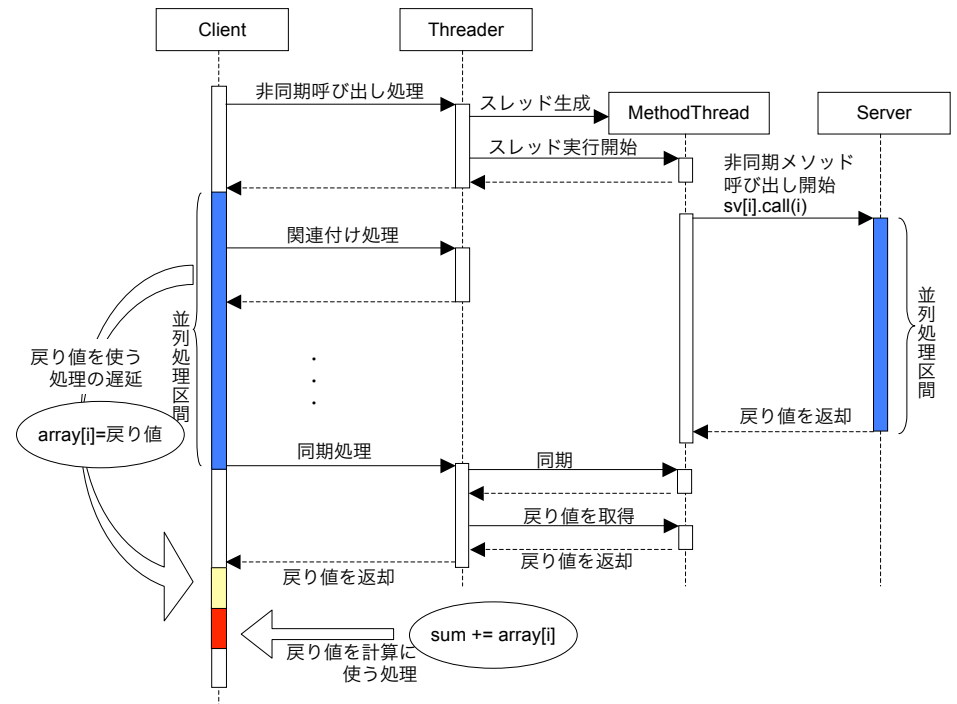 Client
Threader
非同期呼び出し処理
スレッド生成
MethodThread
Server
スレッド実行開始
非同期メソッド
呼び出し開始
sv[i].call(i)
関連付け処理
並列処理区間
並列処理区間
戻り値を使う
処理の遅延
array[i]=戻り値
・
・
・
戻り値を返却
同期処理
同期
戻り値を取得
戻り値を返却
戻り値を返却
sum += array[i]
戻り値を計算に
使う処理